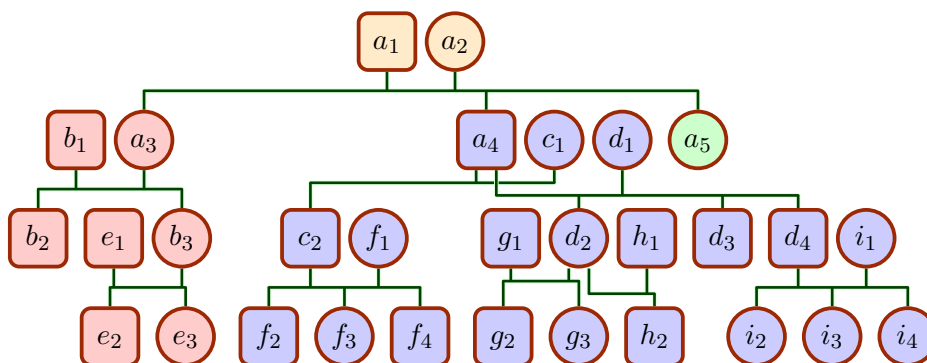 a₁ a₂
b₁ a₃ a₄ c₁ d₁ a₅
b₂ e₁ b₃ c₂ f₁ g₁ d₂ h₁ d₃ d₄ i₁
e₂ e₃ f₂ f₃ f₄ g₂ g₃ h₂ i₂ i₃ i₄